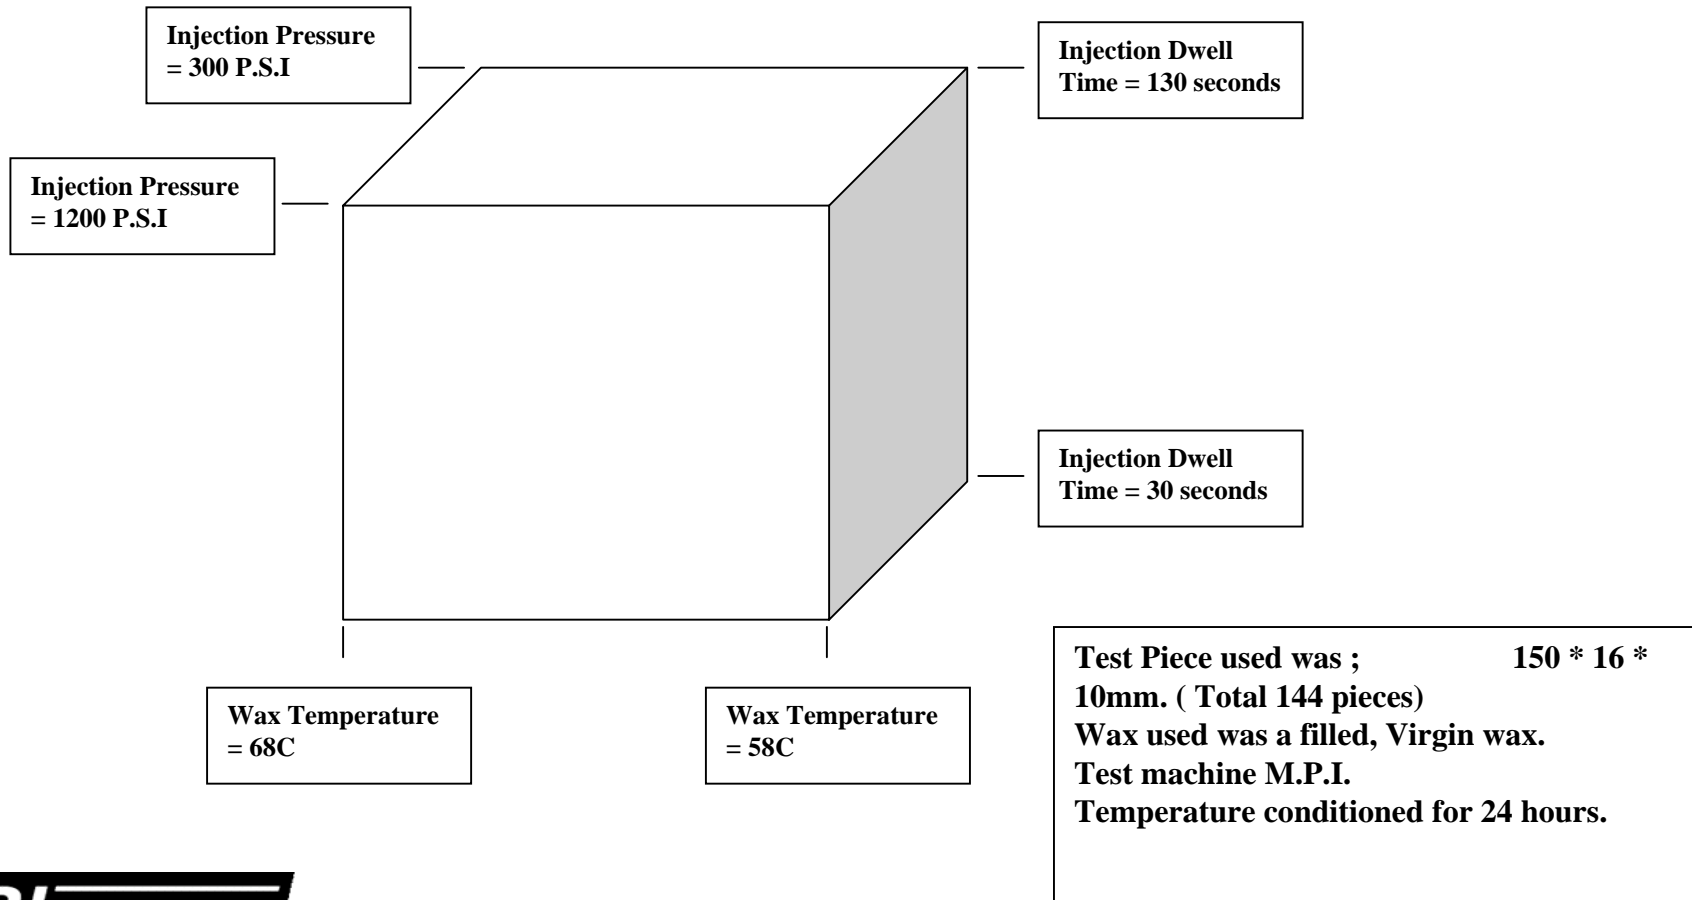 Injection Pressure
= 300 P.S.I
Injection Dwell
Time = 130 seconds
Injection Pressure
= 1200 P.S.I
Injection Dwell
Time = 30 seconds
Wax Temperature
= 68C
Wax Temperature
= 58C
Test Piece used was ; 150 * 16 *
10mm. ( Total 144 pieces)
Wax used was a filled, Virgin wax.
Test machine M.P.I.
Temperature conditioned for 24 hours.